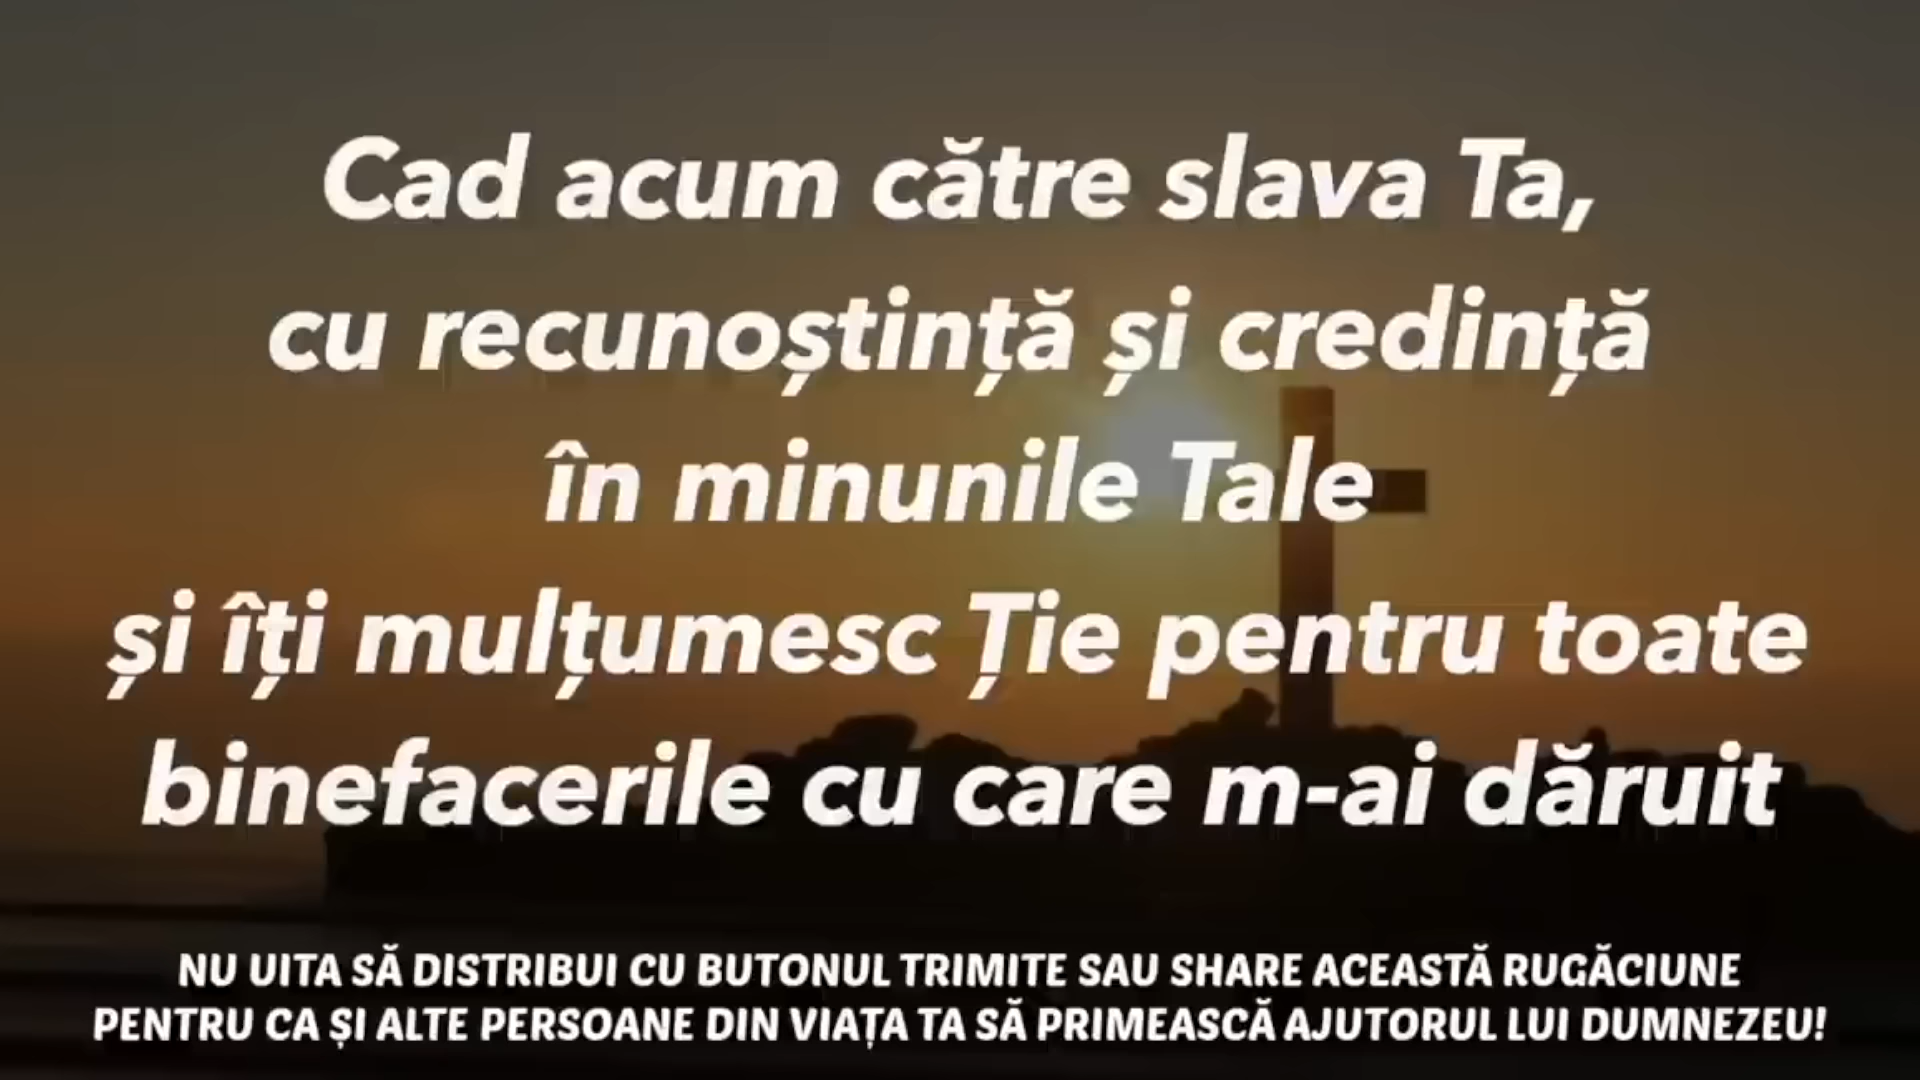 Cad acum către slava Ta,
cu recunoștință și credință
în minunile Tale
și îți mulțumesc Ție pentru toate
binefacerile cu care m-ai dăruit
NU UITA SĂ DISTRIBUI CU BUTONUL TRIMITE SAU SHARE ACEASTĂ RUGĂCIUNE
PENTRU CA ȘI ALTE PERSOANE DIN VIAȚA TA SĂ PRIMEASCĂ AJUTORUL LUI DUMNEZEU!